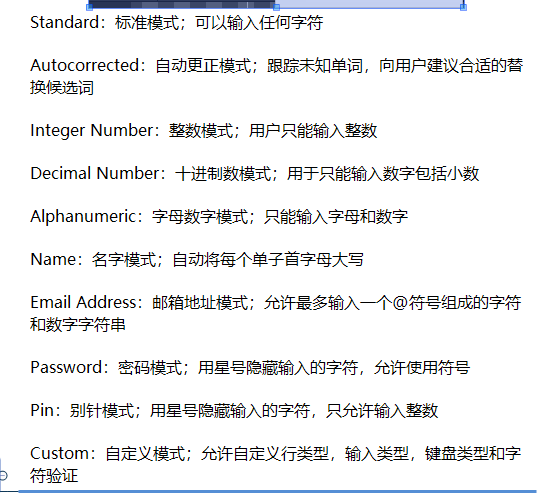 Standard：标准模式；可以输入任何字符
Autocorrected：自动更正模式；跟踪未知单词，向用户建议合适的替
换候选词
Integer Number：整数模式；用户只能输入整数
Decimal Number：十进制数模式；用于只能输入数字包括小数
Alphanumeric：字母数字模式；只能输入字母和数字
Name：名字模式；自动将每个单子首字母大写
Email Address：邮箱地址模式；允许最多输入一个@符号组成的字符
和数字字符串
Password：密码模式；用星号隐藏输入的字符，允许使用符号
Pin：别针模式；用星号隐藏输入的字符，只允许输入整数
Custom：自定义模式；允许自定义行类型，输入类型，键盘类型和字
符验证